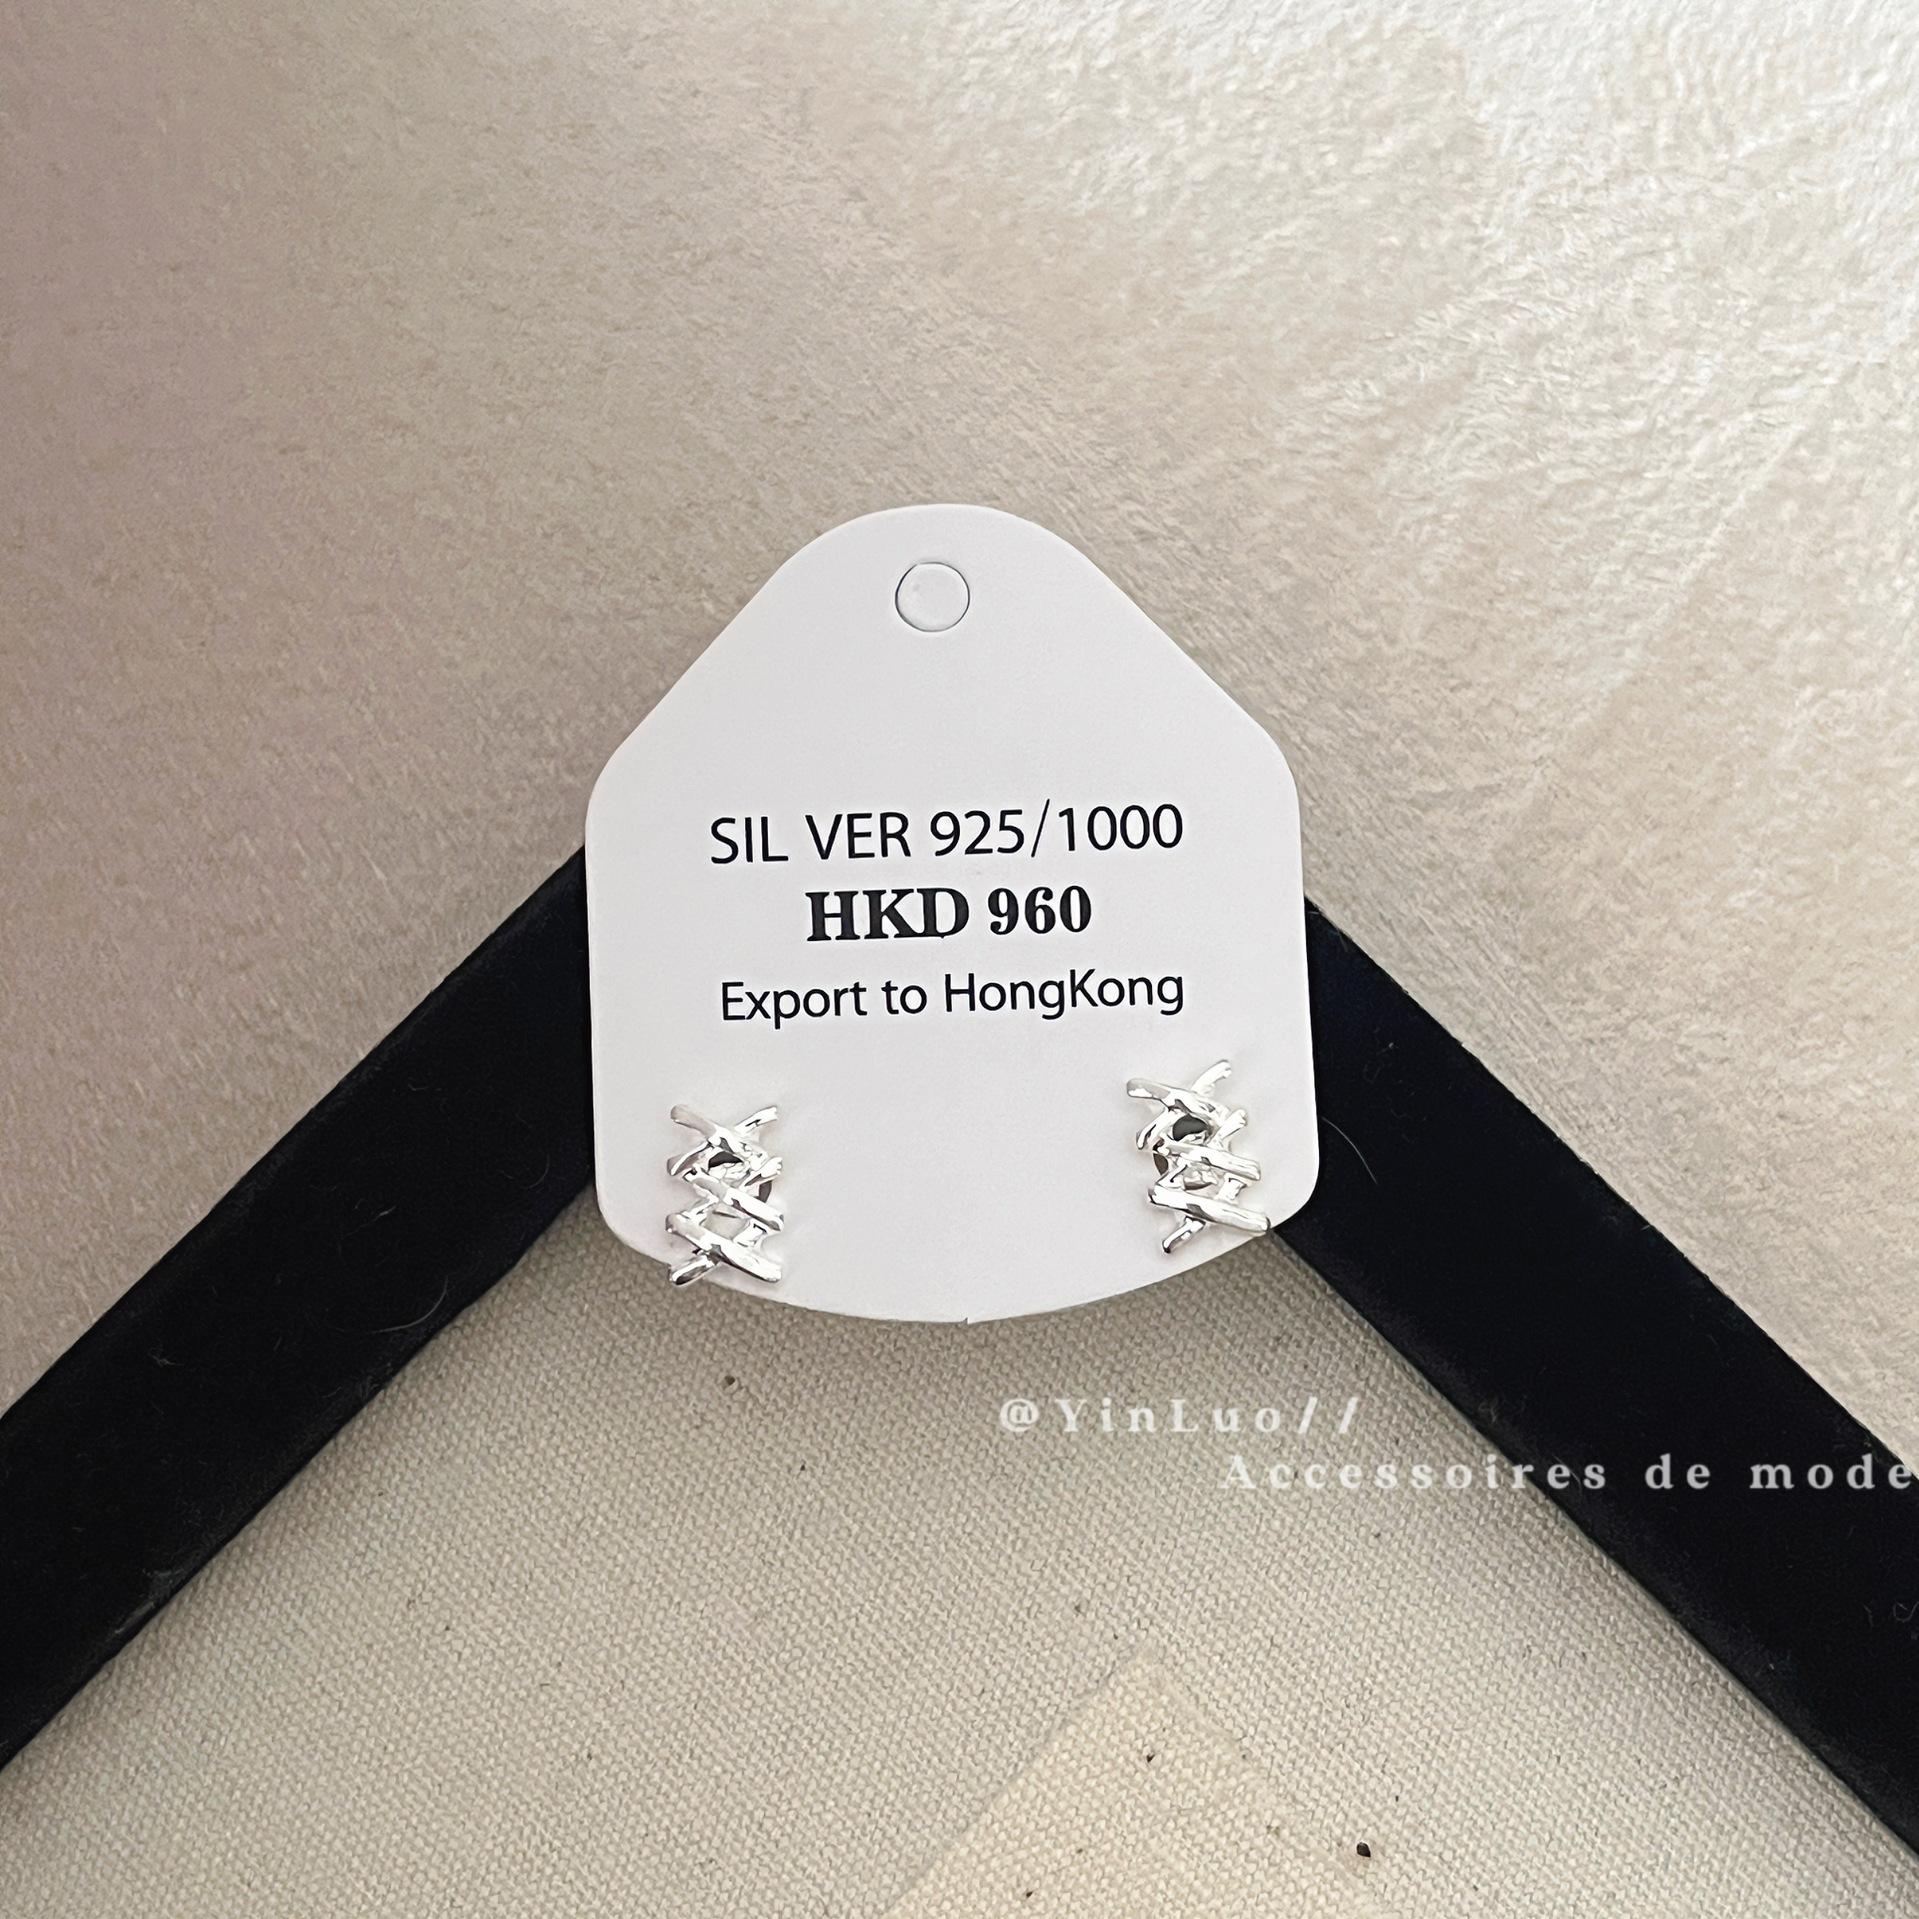 SIL VER 925/1000
HKD 960
Export to HongKong
@YinLuo//
Accessoires de mode